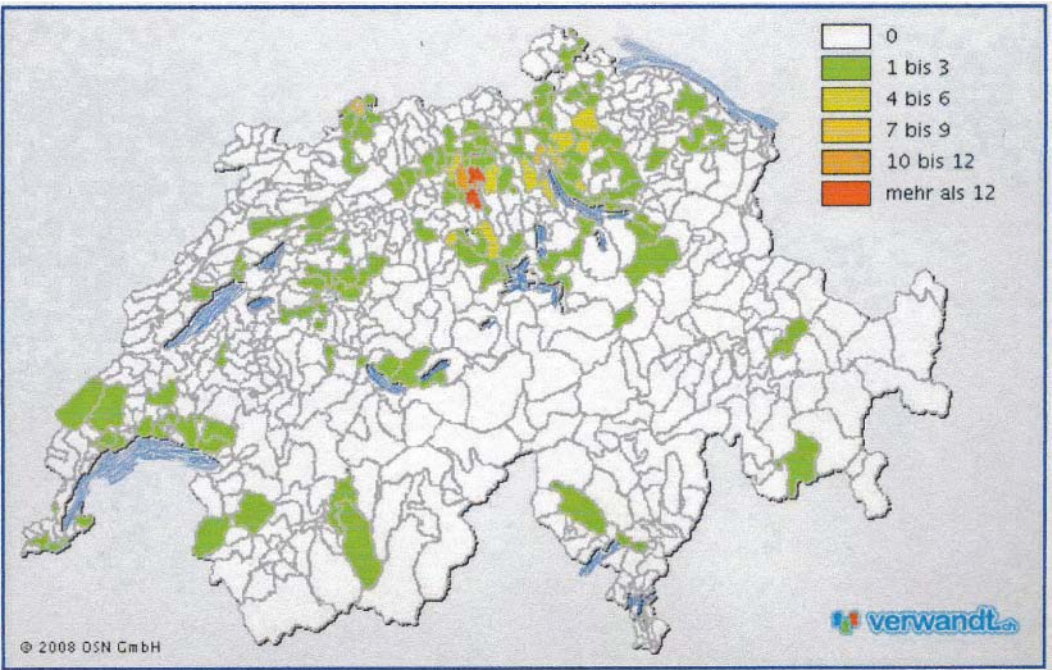 0
1 bis 3
4 bis 6
7 bis 9
10 bis 12
mehr als 12
© 2008 OSN GmbH
verwandt.ch